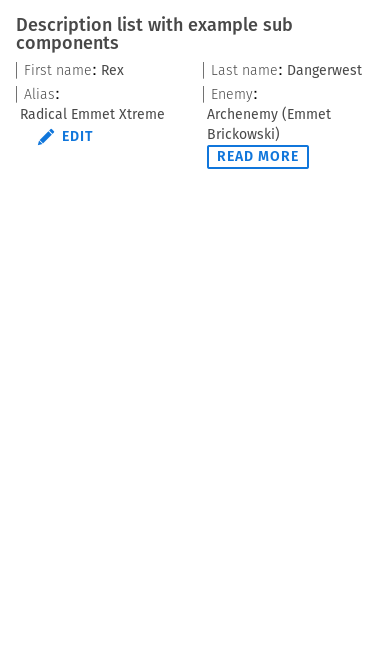 Description list with example sub
components
First name: Rex
Last name: Dangerwest
Alias:
Radical Emmet Xtreme
EDIT
Enemy:
Archenemy (Emmet
Brickowski)
READ MORE